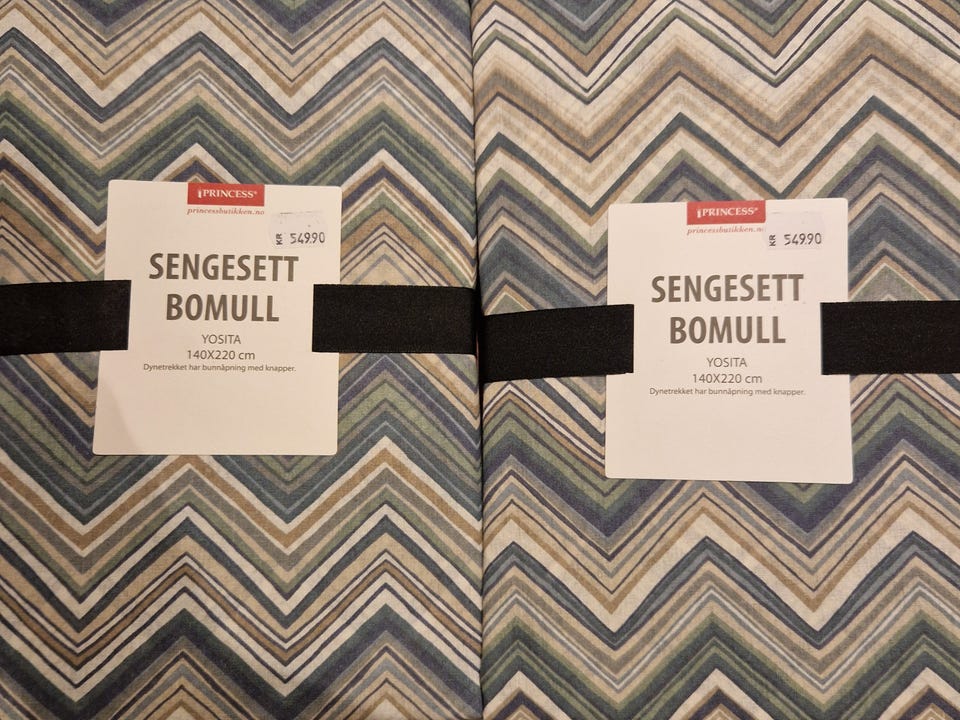 PRINCESS®
princessbutikken.no
KR 549.90
SENGESETT
BOMULL
YOSITA
140X220 cm
Dynetrekket har bunnåpning med knapper.
PRINCESS®
princessbutikken.no
KR 549.90
SENGESETT
BOMULL
YOSITA
140X220 cm
Dynetrekket har bunnåpning med knapper.